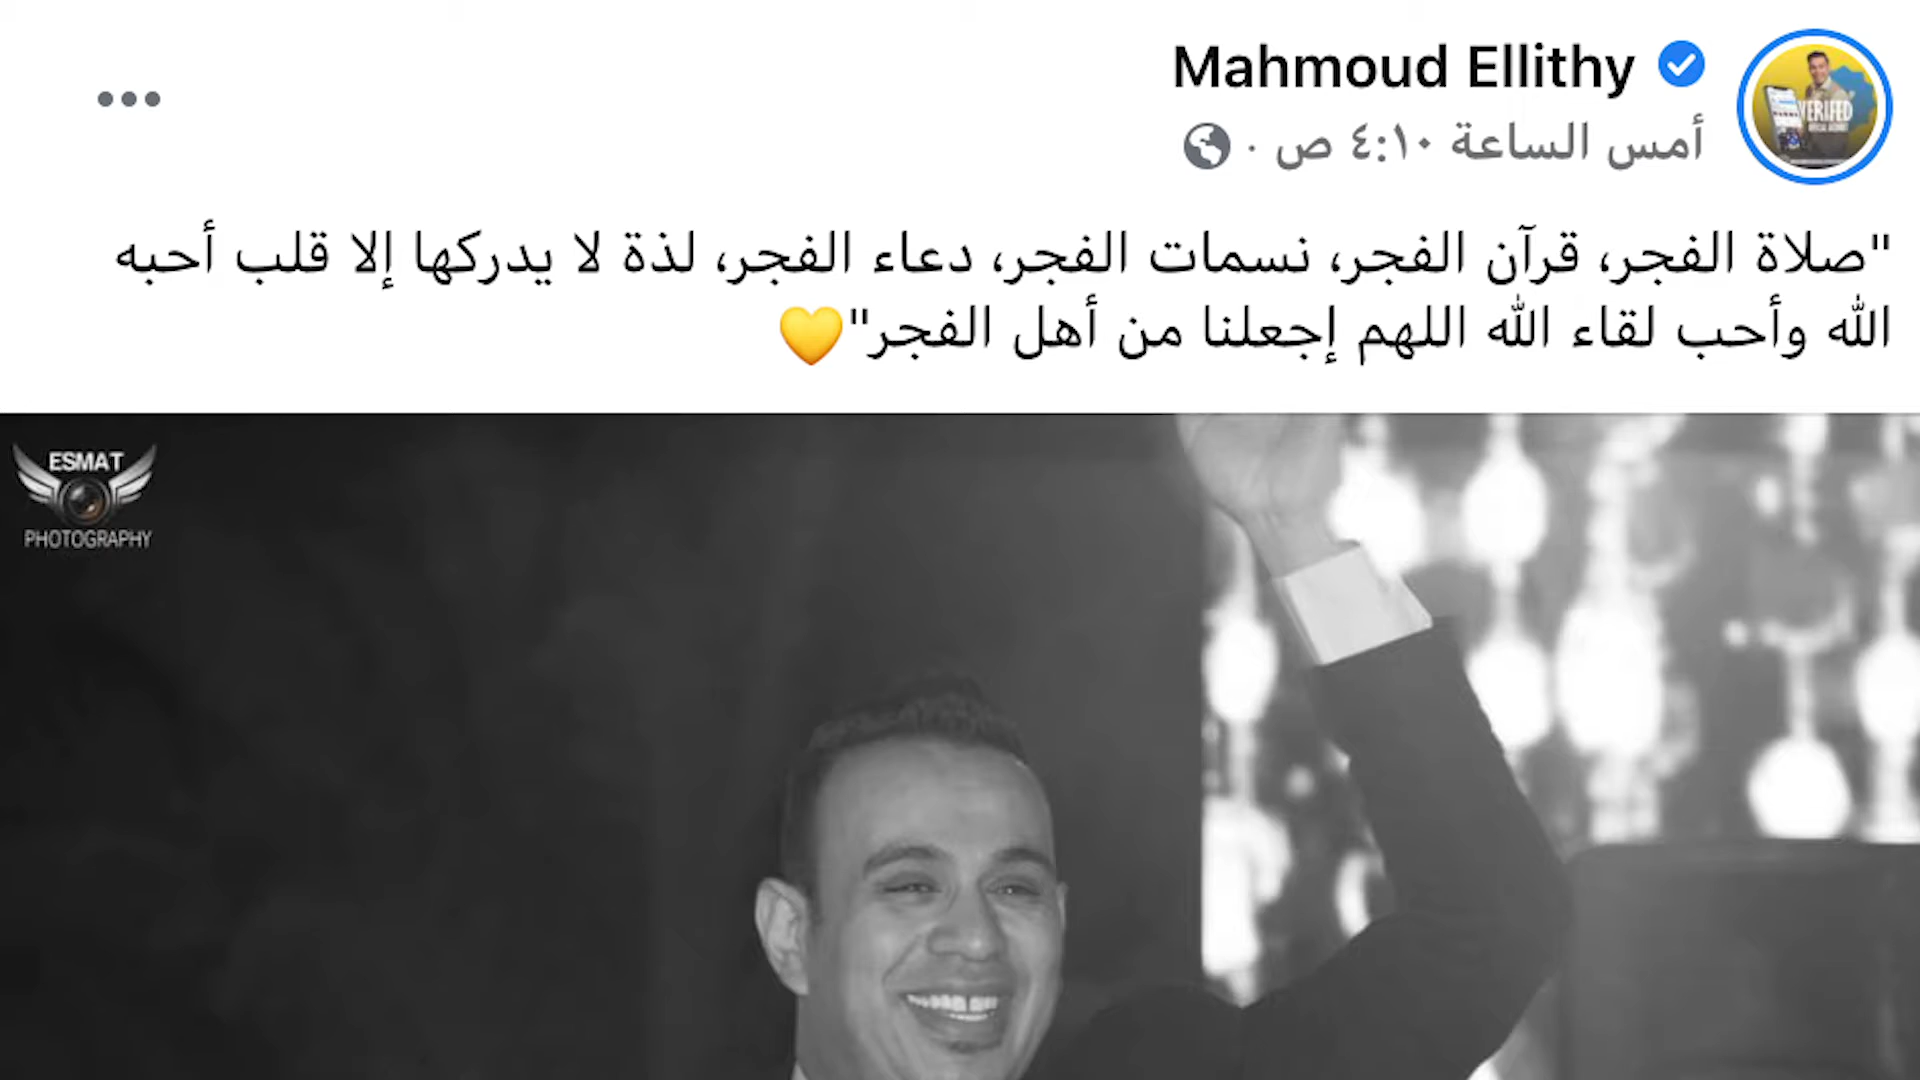 Mahmoud Ellithy
أمس الساعة ٤:١٠ ص ·
"صلاة الفجر، قرآن الفجر، نسمات الفجر، دعاء الفجر، لذة لا يدركها إلا قلب أحبه
الله وأحب لقاء الله اللهم إجعلنا من أهل الفجر"💛
VERIFED
ESMAT
PHOTOGRAPHY